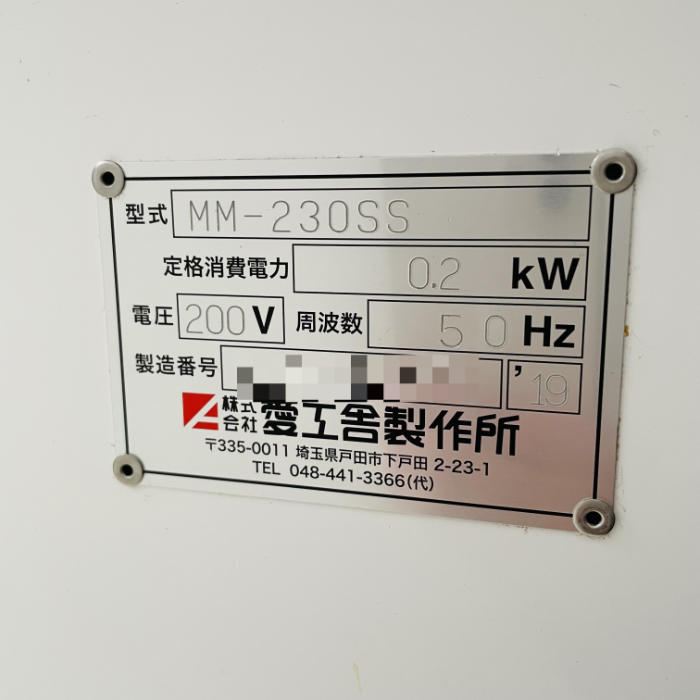 型式 MM-230SS
定格消費電力 0.2 kW
電圧 200 V 周波数 50 Hz
製造番号 '19
株式会社 愛工舎製作所
〒335-0011 埼玉県戸田市下戸田 2-23-1
TEL 048-441-3366(代)